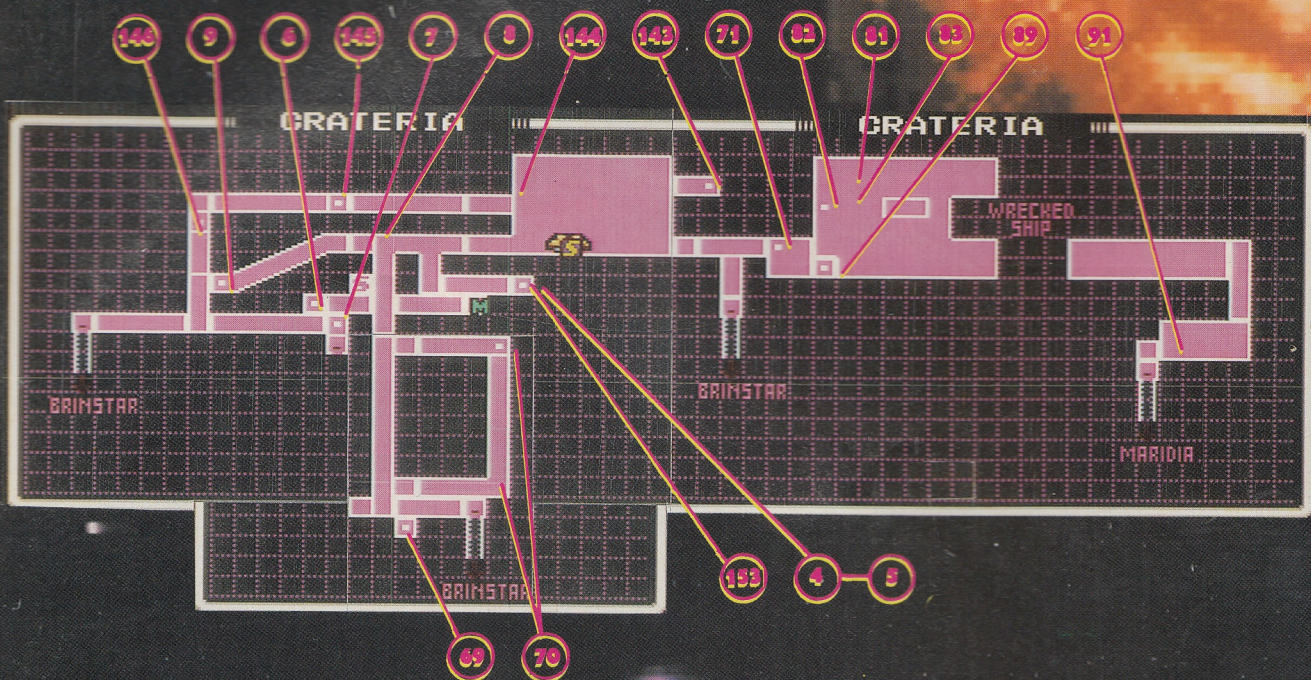 146 9 6 145 7 8 144 143 71 82 81 83 89 91
CRATERIA CRATERIA
WRECKED
SHIP
M
BRINSTAR
BRINSTAR
MARIDIA
BRINSTAR
153 4 5
69 70